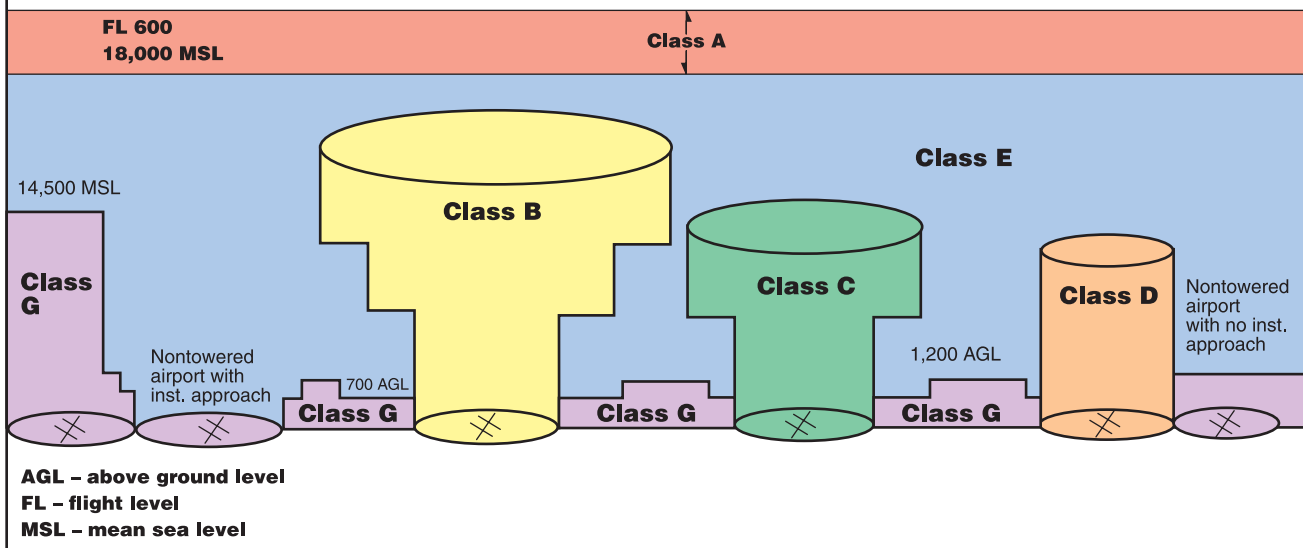 FL 600
18,000 MSL
Class A
Class E
14,500 MSL
Class B
Class
G
Class C
Class D
Nontowered
airport
with no inst.
approach
Nontowered
airport with
inst. approach
700 AGL
1,200 AGL
Class G
Class G
Class G
AGL – above ground level
FL – flight level
MSL – mean sea level